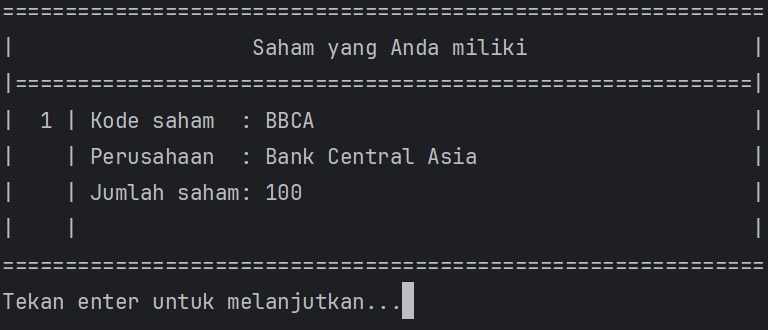 =============================================================
|                   Saham yang Anda miliki                  |
|===========================================================|
|  1 | Kode saham  : BBCA                                   |
|    | Perusahaan  : Bank Central Asia                      |
|    | Jumlah saham: 100                                    |
|    |                                                      |
=============================================================
Tekan enter untuk melanjutkan...